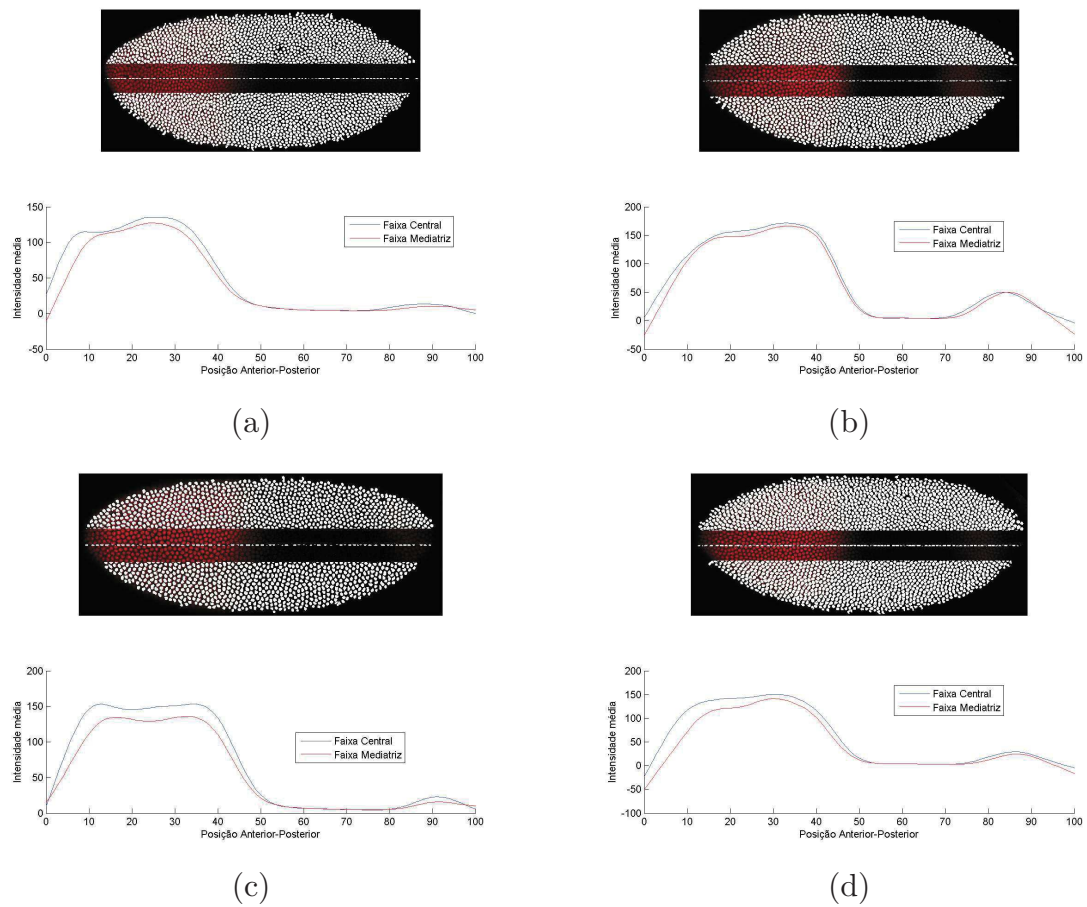 150
100
50
0
-50
Intensidade média
Faixa Central
Faixa Mediatriz
0 10 20 30 40 50 60 70 80 90 100
Posição Anterior-Posterior
(a)
200
150
100
50
0
-50
Intensidade média
Faixa Central
Faixa Mediatriz
0 10 20 30 40 50 60 70 80 90 100
Posição Anterior-Posterior
(b)
200
150
100
50
0
Intensidade média
Faixa Central
Faixa Mediatriz
0 10 20 30 40 50 60 70 80 90 100
Posição Anterior-Posterior
(c)
200
150
100
50
0
-50
-100
Intensidade média
Faixa Central
Faixa Mediatriz
0 10 20 30 40 50 60 70 80 90 100
Posição Anterior-Posterior
(d)